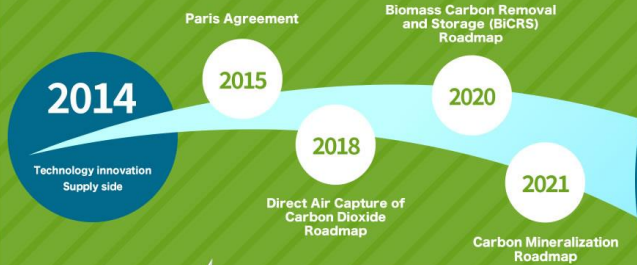 2014
Technology innovation
Supply side
Paris Agreement
2015
2018
Direct Air Capture of
Carbon Dioxide
Roadmap
Biomass Carbon Removal
and Storage (BiCRS)
Roadmap
2020
2021
Carbon Mineralization
Roadmap